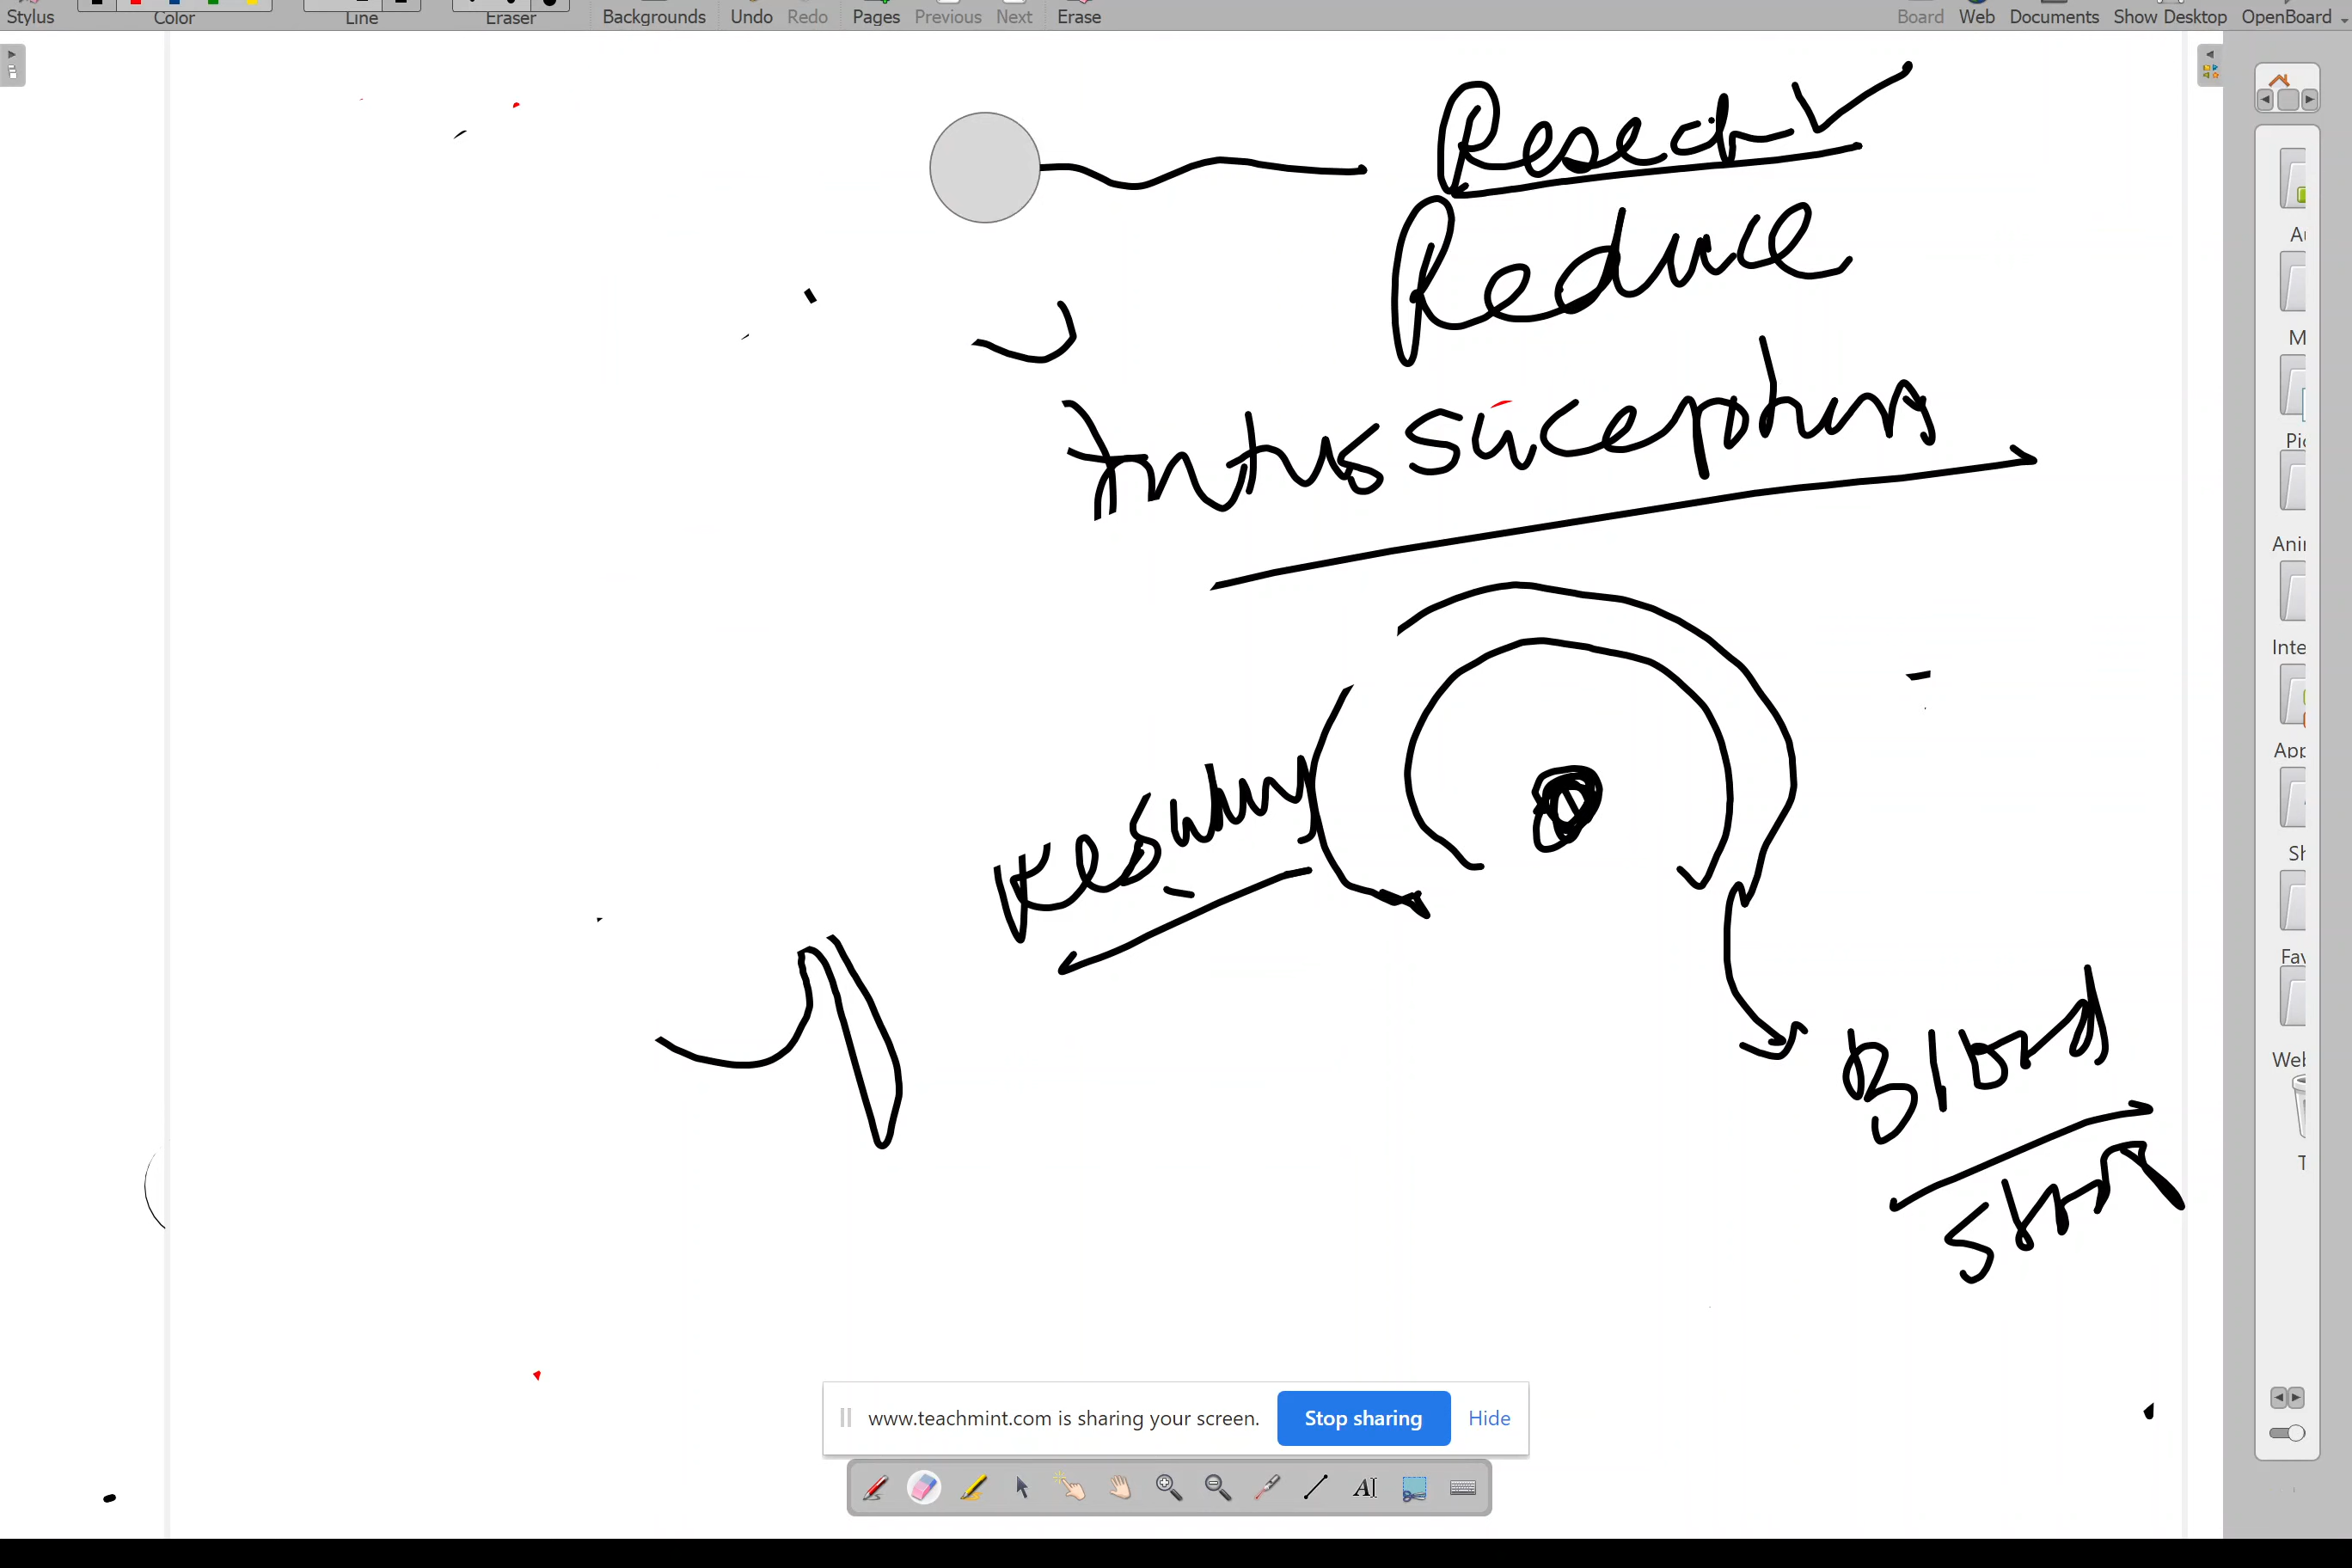 Stylus Color Line Eraser Backgrounds Undo Redo Pages Previous Next Erase Board Web Documents Show Desktop OpenBoard
Resect
Reduce
Intussuception
Blood
www.teachmint.com is sharing your screen. Stop sharing Hide